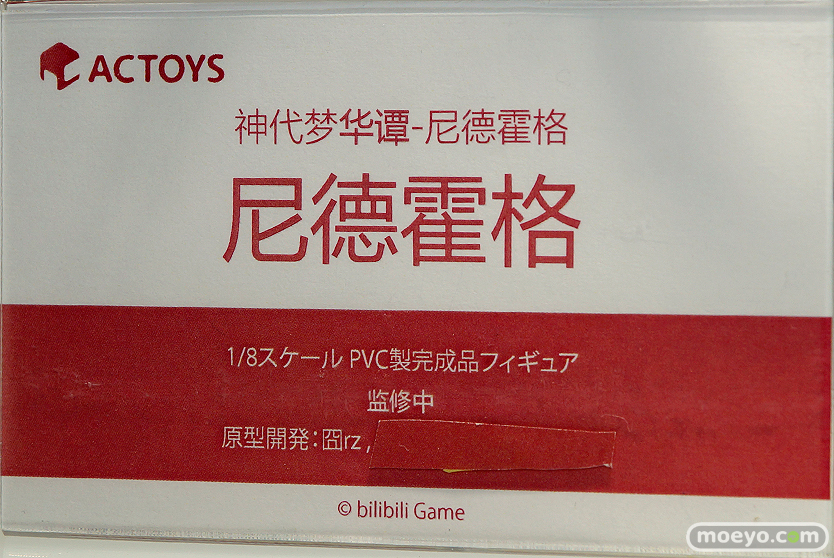 ACTOYS
神代梦华谭-尼德霍格
尼德霍格
1/8スケール PVC製完成品フィギュア
监修中
原型開発：囧rz ,
© bilibili Game
moeyo.com